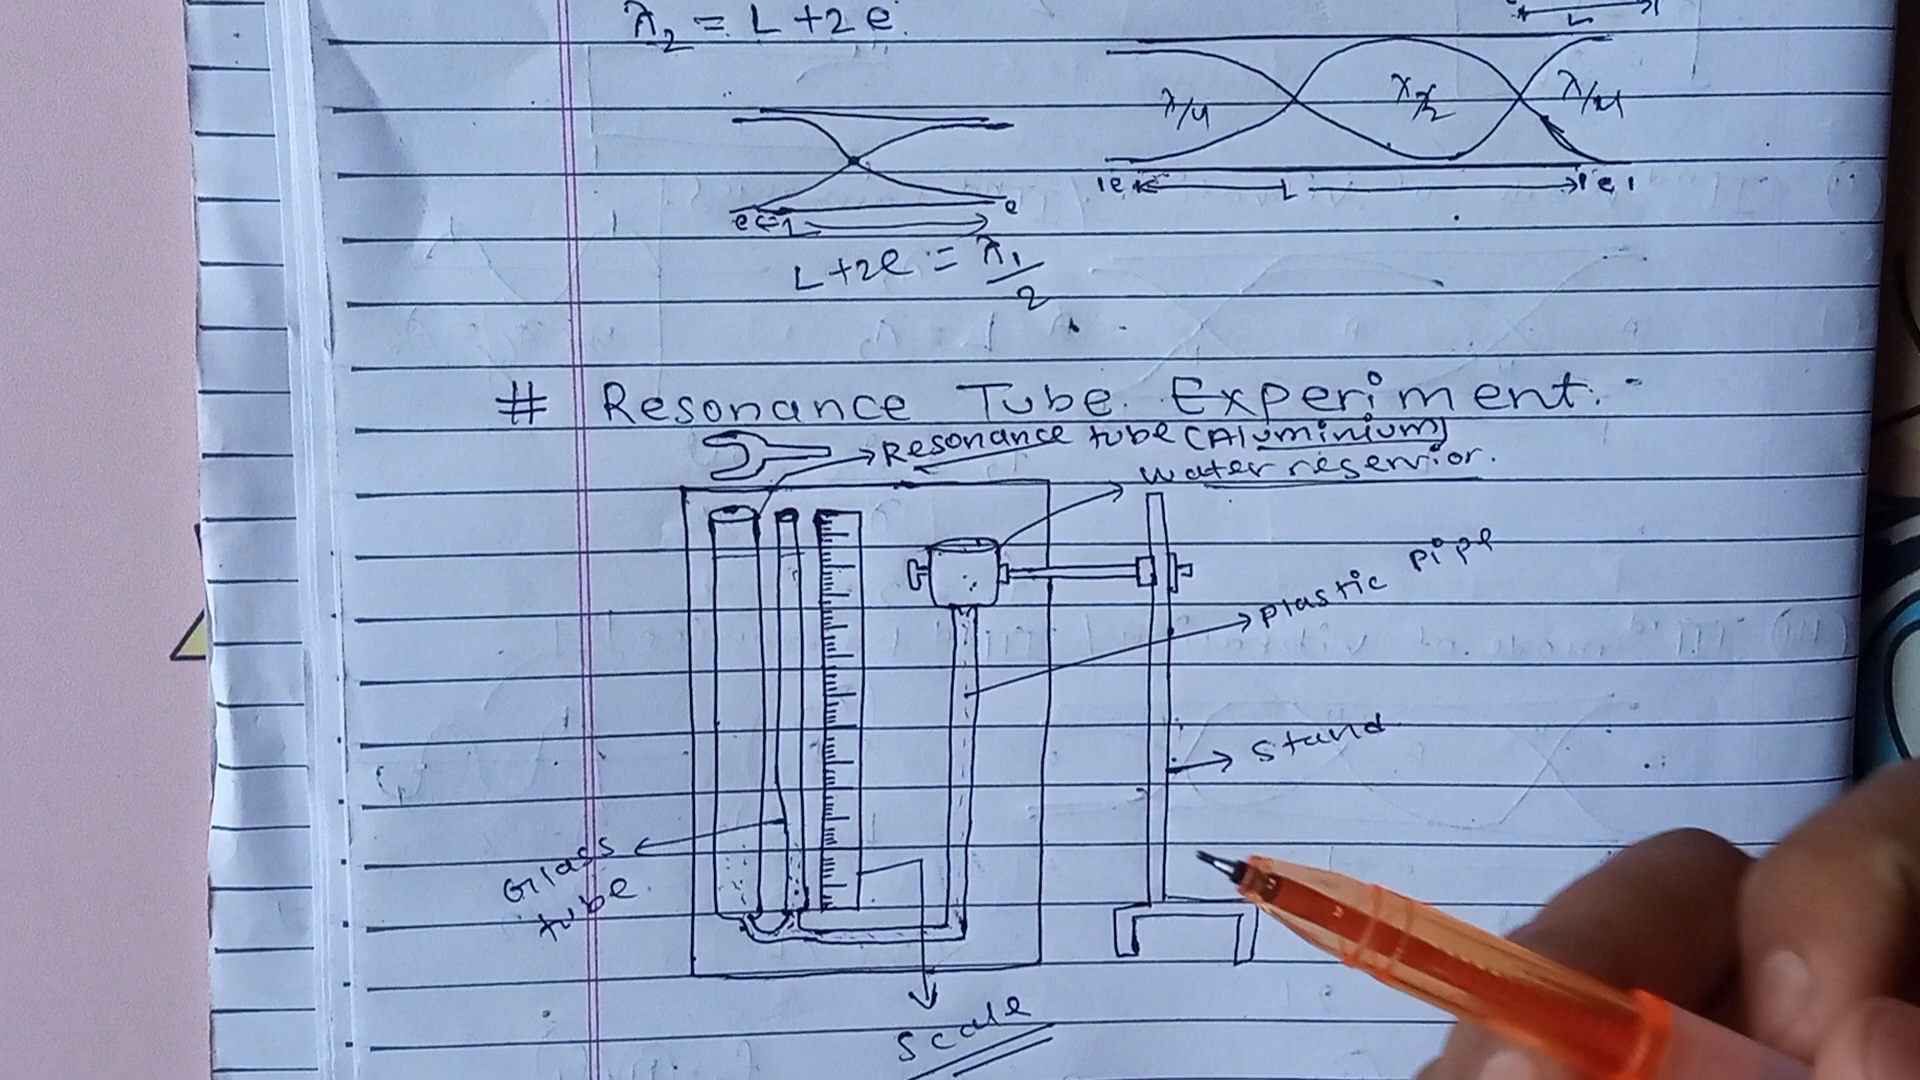 λ₂ = L + 2e
L
λ/4
λ/2
λ/4
e L e
e L e
L + 2e = λ₁/2
# Resonance Tube Experiment :-
Resonance tube (Aluminium)
water reservior.
plastic pipe
stand
Glass
tube
scale